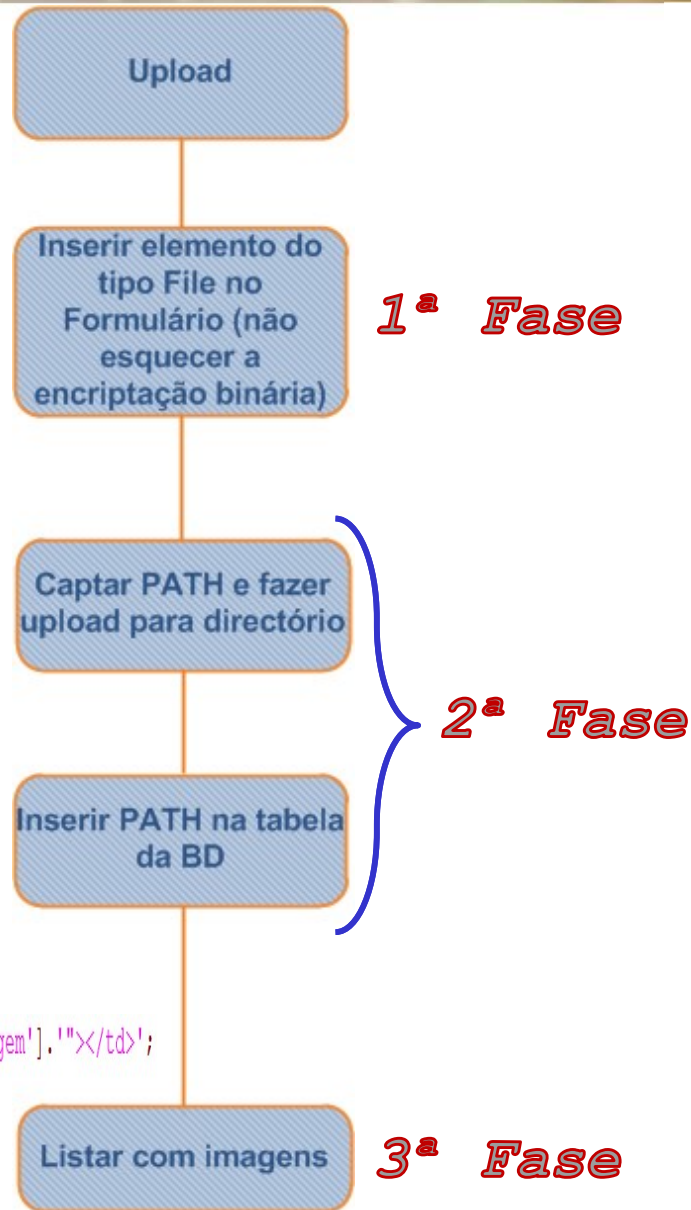 Upload
Inserir elemento do
tipo File no
Formulário (não
esquecer a
encriptação binária)
1ª Fase
Captar PATH e fazer
upload para directório
2ª Fase
Inserir PATH na tabela
da BD
gem'].'"></td>';
Listar com imagens
3ª Fase